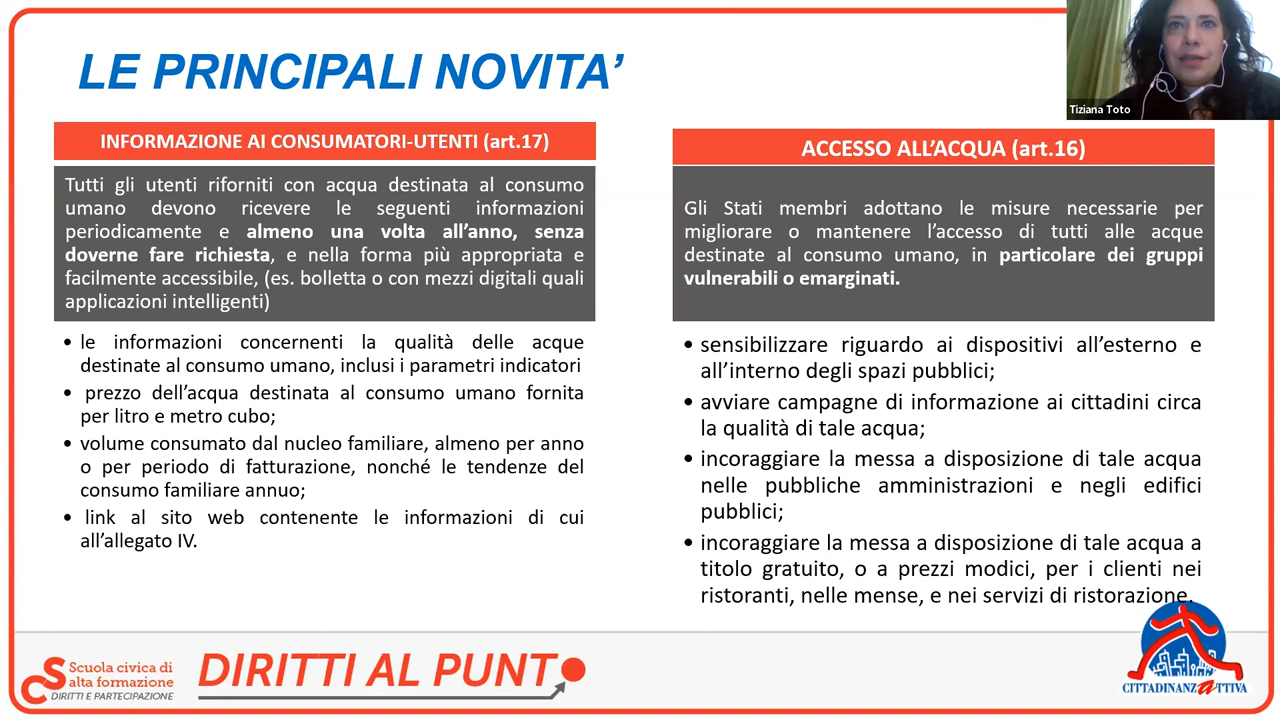 LE PRINCIPALI NOVITA’
Tiziana Toto
INFORMAZIONE AI CONSUMATORI-UTENTI (art.17)
Tutti gli utenti riforniti con acqua destinata al consumo
umano devono ricevere le seguenti informazioni
periodicamente e almeno una volta all’anno, senza
doverne fare richiesta, e nella forma più appropriata e
facilmente accessibile, (es. bolletta o con mezzi digitali quali
applicazioni intelligenti)
• le informazioni concernenti la qualità delle acque
destinate al consumo umano, inclusi i parametri indicatori
• prezzo dell’acqua destinata al consumo umano fornita
per litro e metro cubo;
• volume consumato dal nucleo familiare, almeno per anno
o per periodo di fatturazione, nonché le tendenze del
consumo familiare annuo;
• link al sito web contenente le informazioni di cui
all’allegato IV.
ACCESSO ALL’ACQUA (art.16)
Gli Stati membri adottano le misure necessarie per
migliorare o mantenere l’accesso di tutti alle acque
destinate al consumo umano, in particolare dei gruppi
vulnerabili o emarginati.
• sensibilizzare riguardo ai dispositivi all’esterno e
all’interno degli spazi pubblici;
• avviare campagne di informazione ai cittadini circa
la qualità di tale acqua;
• incoraggiare la messa a disposizione di tale acqua
nelle pubbliche amministrazioni e negli edifici
pubblici;
• incoraggiare la messa a disposizione di tale acqua a
titolo gratuito, o a prezzi modici, per i clienti nei
ristoranti, nelle mense, e nei servizi di ristorazione.
CS
Scuola civica di
alta formazione
DIRITTI E PARTECIPAZIONE
DIRITTI AL PUNTO
CITTADINANZATTIVA